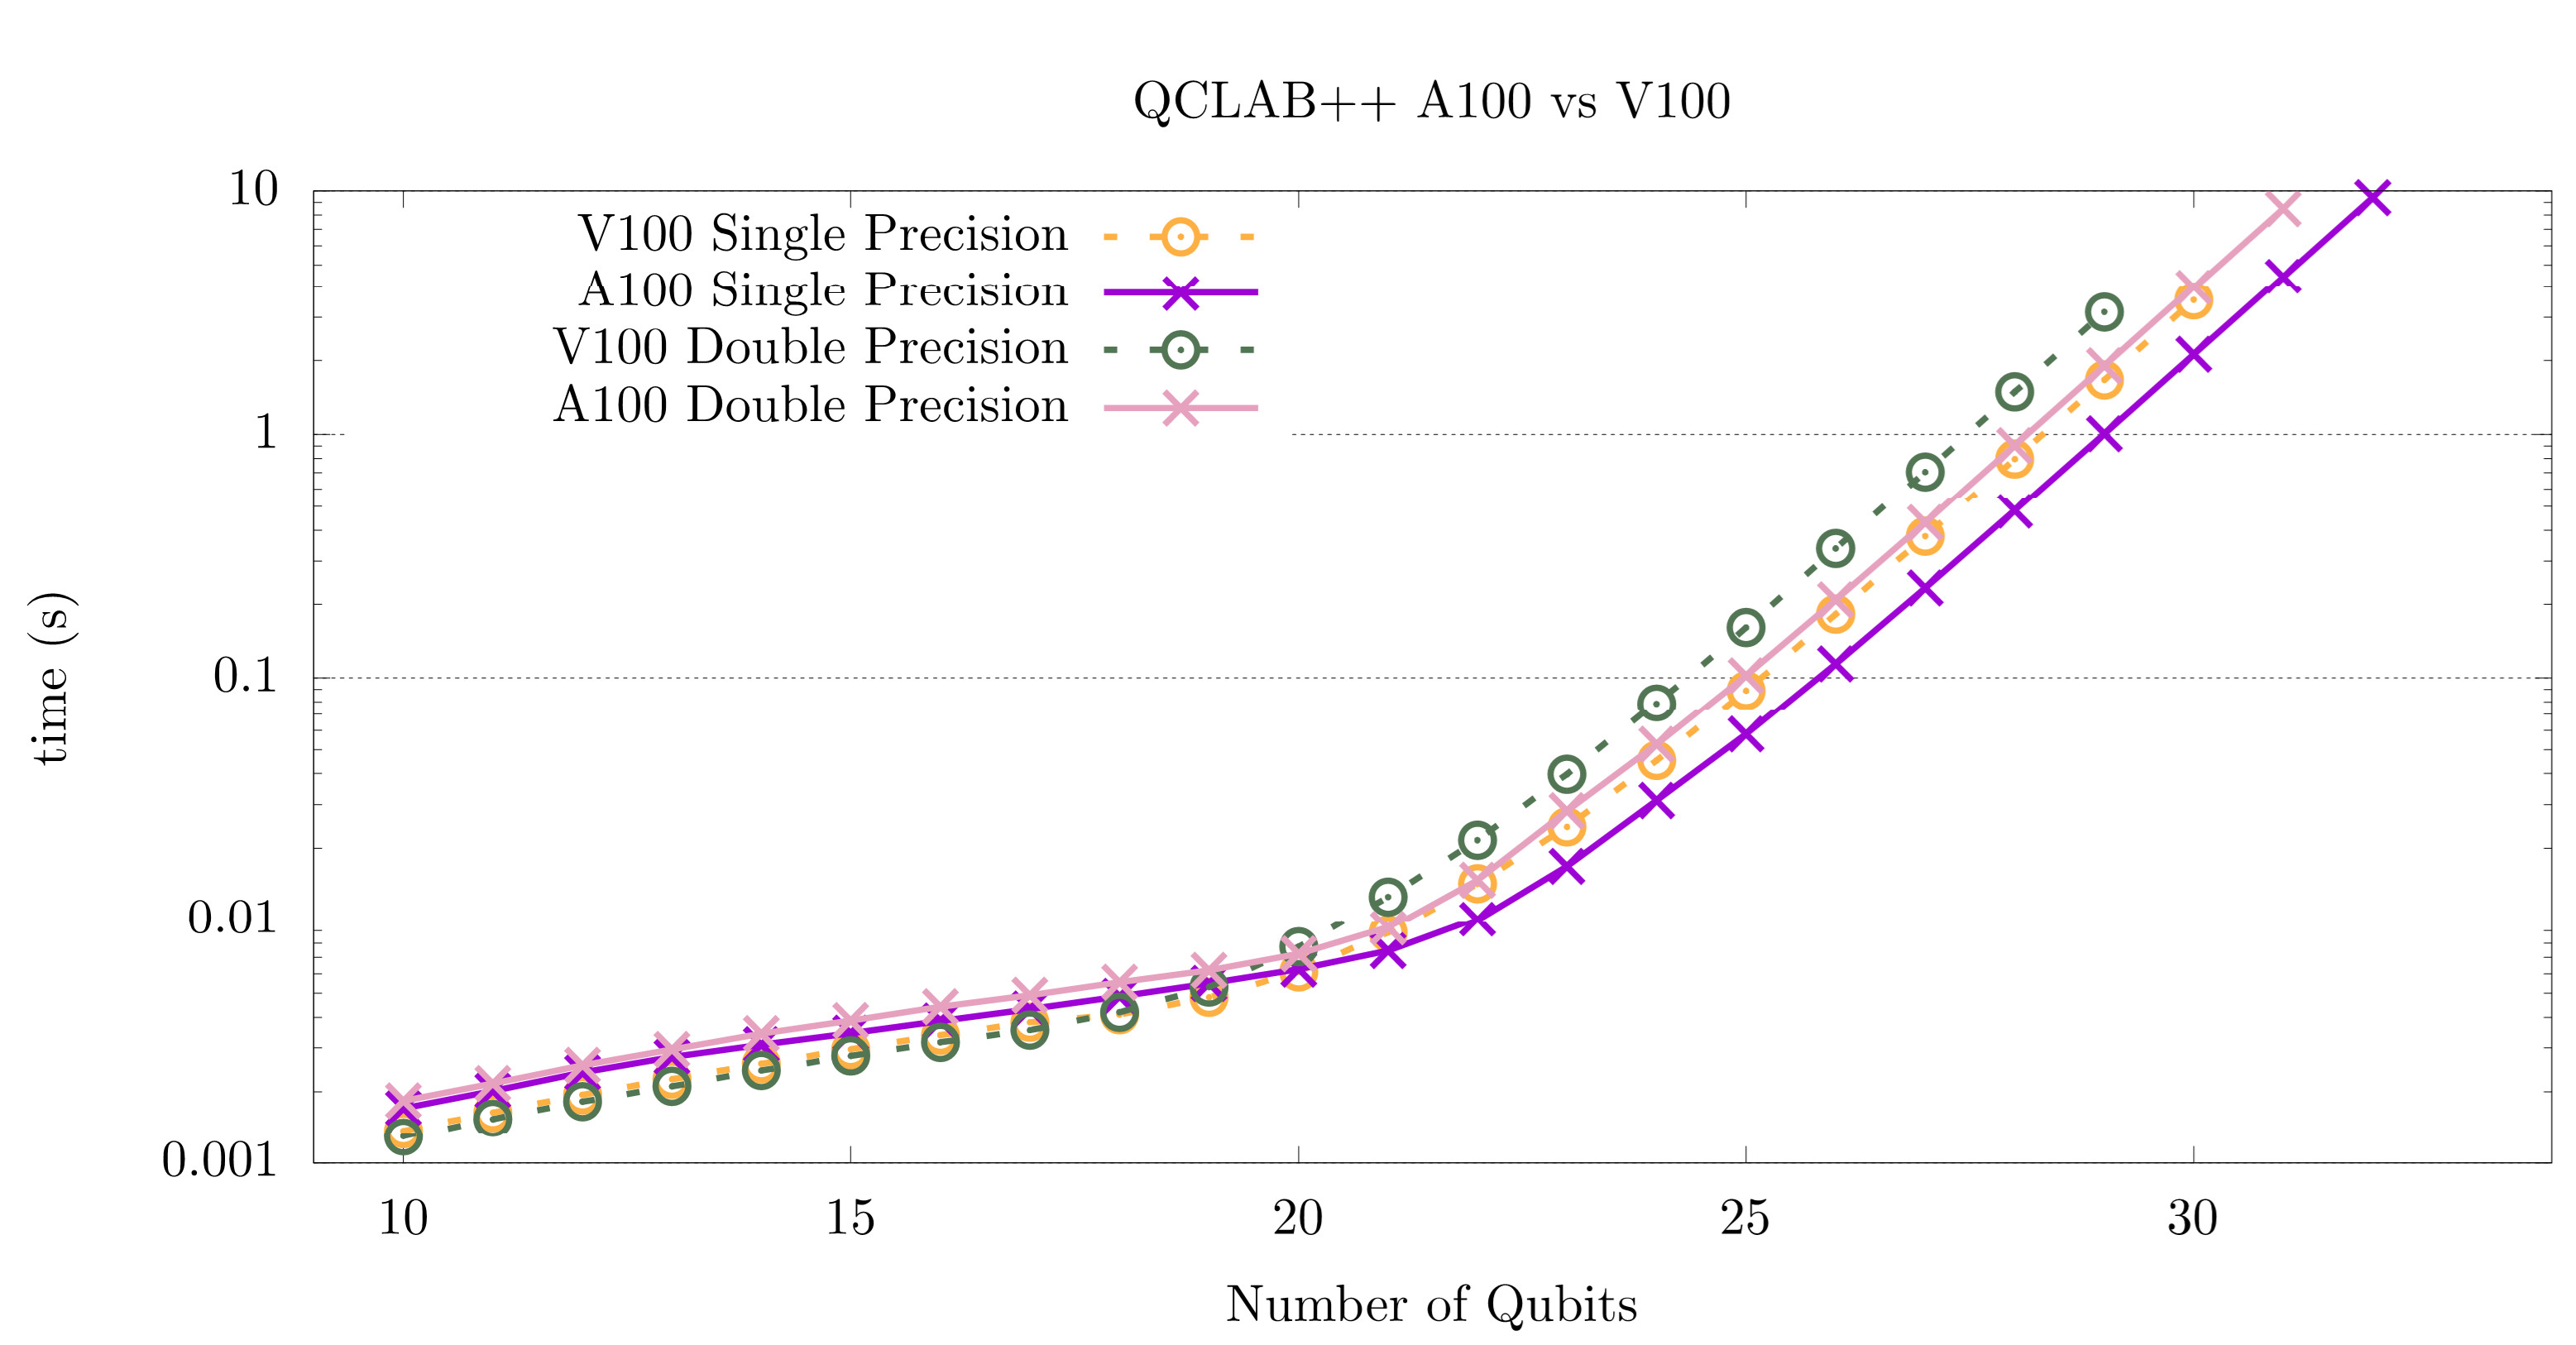 QCLAB++ A100 vs V100
10
1
0.1
0.01
0.001
time (s)
V100 Single Precision
A100 Single Precision
V100 Double Precision
A100 Double Precision
10 15 20 25 30
Number of Qubits